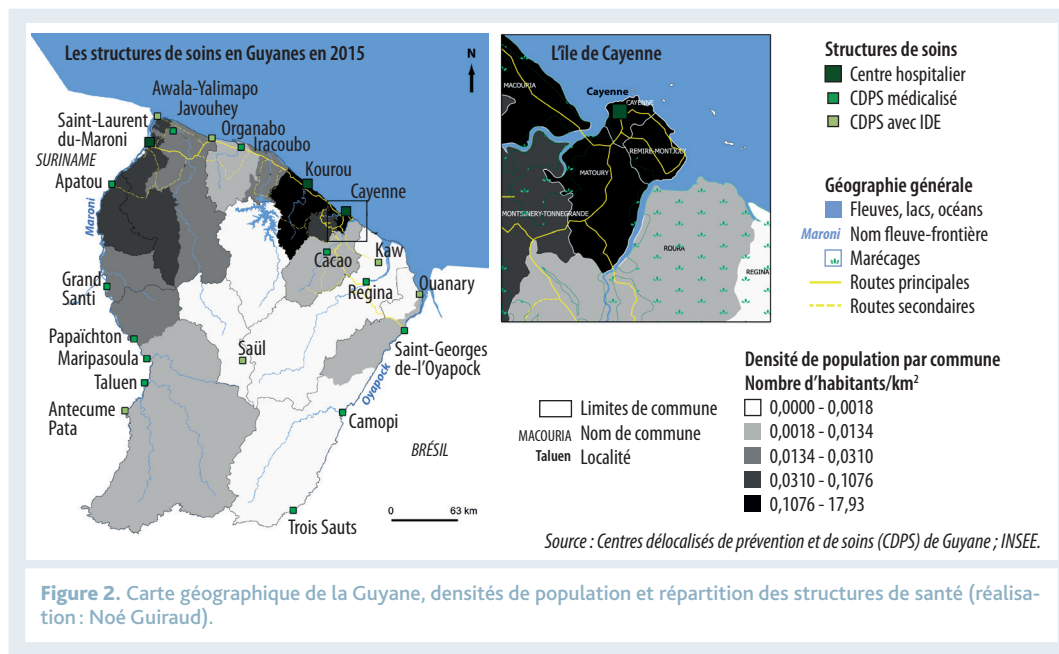 Les structures de soins en Guyanes en 2015
N
Awala-Yalimapo
Javouhey
Saint-Laurent
du-Maroni
Organabo
Iracoubo
SURINAME
Kourou
Apatou
Cayenne
Maroni
Kaw
Cacao
Grand
Santi
Regina
Ouanary
Papaïchton
Saül
Maripasoula
Saint-Georges
de-l'Oyapock
Taluen
Oyapock
Antecume
Pata
Camopi
BRÉSIL
Trois Sauts
0 63 km
L'île de Cayenne
MACOURIA
Cayenne
CAYENNE
REMIRE-MONTJOLY
MATOURY
MONTSINERY-TONNEGRANDE
ROURA
REGINA
Structures de soins
Centre hospitalier
CDPS médicalisé
CDPS avec IDE
Géographie générale
Fleuves, lacs, océans
Maroni Nom fleuve-frontière
Marécages
Routes principales
Routes secondaires
Limites de commune
MACOURIA Nom de commune
Taluen Localité
Densité de population par commune
Nombre d'habitants/km²
0,0000 - 0,0018
0,0018 - 0,0134
0,0134 - 0,0310
0,0310 - 0,1076
0,1076 - 17,93
Source : Centres délocalisés de prévention et de soins (CDPS) de Guyane ; INSEE.
Figure 2. Carte géographique de la Guyane, densités de population et répartition des structures de santé (réalisa-
tion : Noé Guiraud).